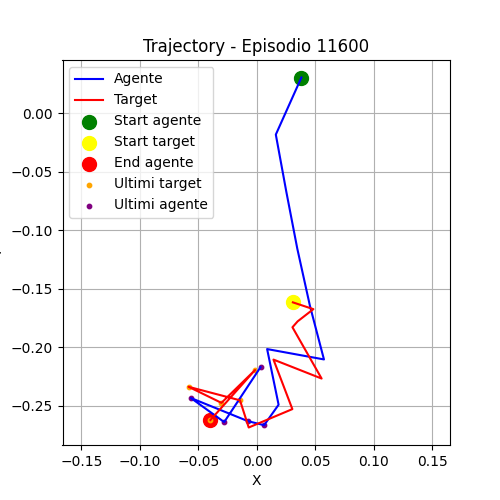 Trajectory - Episodio 11600
Agente
Target
Start agente
Start target
End agente
Ultimi target
Ultimi agente
0.00
−0.05
−0.10
−0.15
−0.20
−0.25
−0.15
−0.10
−0.05
0.00
0.05
0.10
0.15
X